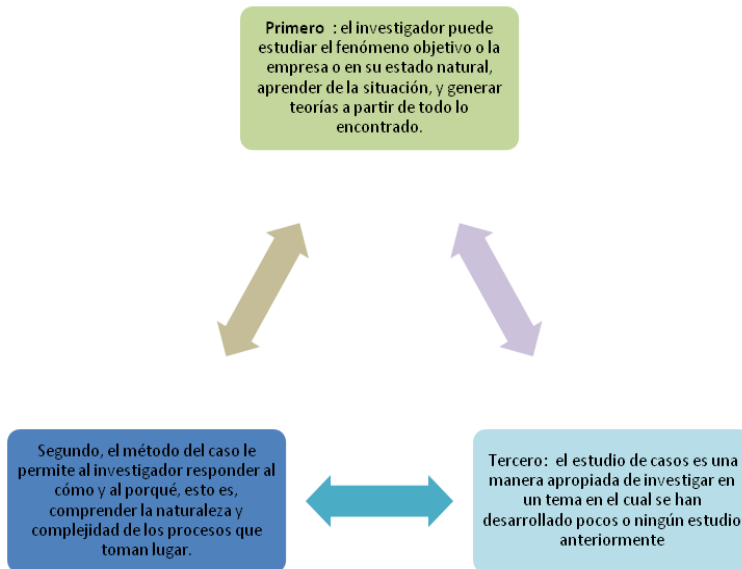 Primero : el investigador puede
estudiar el fenómeno objetivo o la
empresa o en su estado natural,
aprender de la situación, y generar
teorías a partir de todo lo
encontrado.
Segundo, el método del caso le
permite al investigador responder al
cómo y al porqué, esto es,
comprender la naturaleza y
complejidad de los procesos que
toman lugar.
Tercero: el estudio de casos es una
manera apropiada de investigar en
un tema en el cual se han
desarrollado pocos o ningún estudio
anteriormente